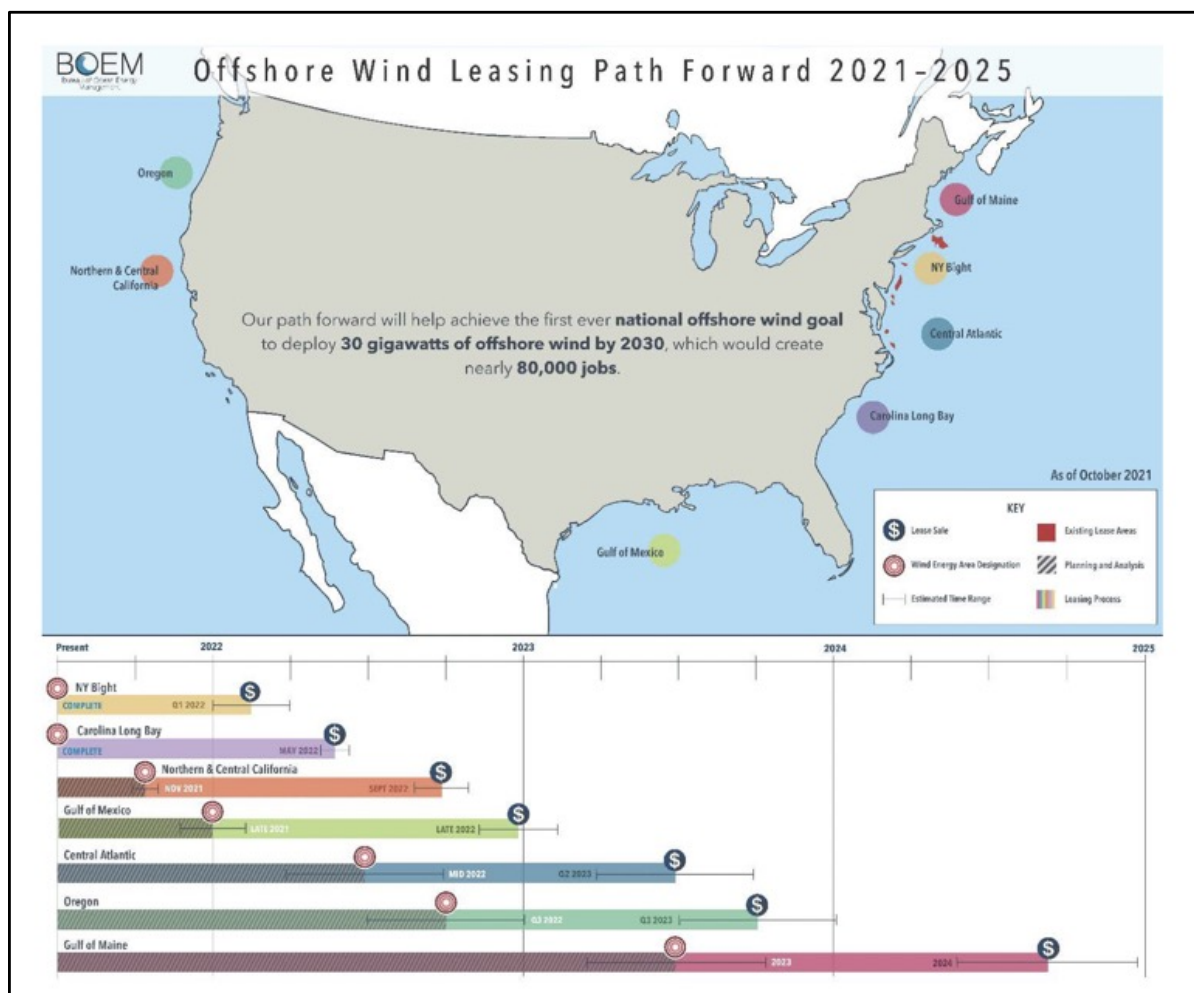 BOEM
Bureau of Ocean Energy
Management
Offshore Wind Leasing Path Forward 2021-2025
Oregon
Gulf of Maine
Northern & Central
California
NY Bight
Our path forward will help achieve the first ever national offshore wind goal
to deploy 30 gigawatts of offshore wind by 2030, which would create
nearly 80,000 jobs.
Central Atlantic
Carolina Long Bay
As of October 2021
Gulf of Mexico
KEY
$ Lease Sale
Existing Lease Areas
Wind Energy Area Designation
Planning and Analysis
Estimated Time Range
Leasing Process
Present 2022 2023 2024 2025
NY Bight $
COMPLETE Q1 2022
Carolina Long Bay $
COMPLETE MAY 2022
Northern & Central California $
NOV 2021 SEPT 2022
Gulf of Mexico $
LATE 2021 LATE 2022
Central Atlantic $
MID 2022 Q2 2023
Oregon $
Q3 2022 Q3 2023
Gulf of Maine $
2023 2024